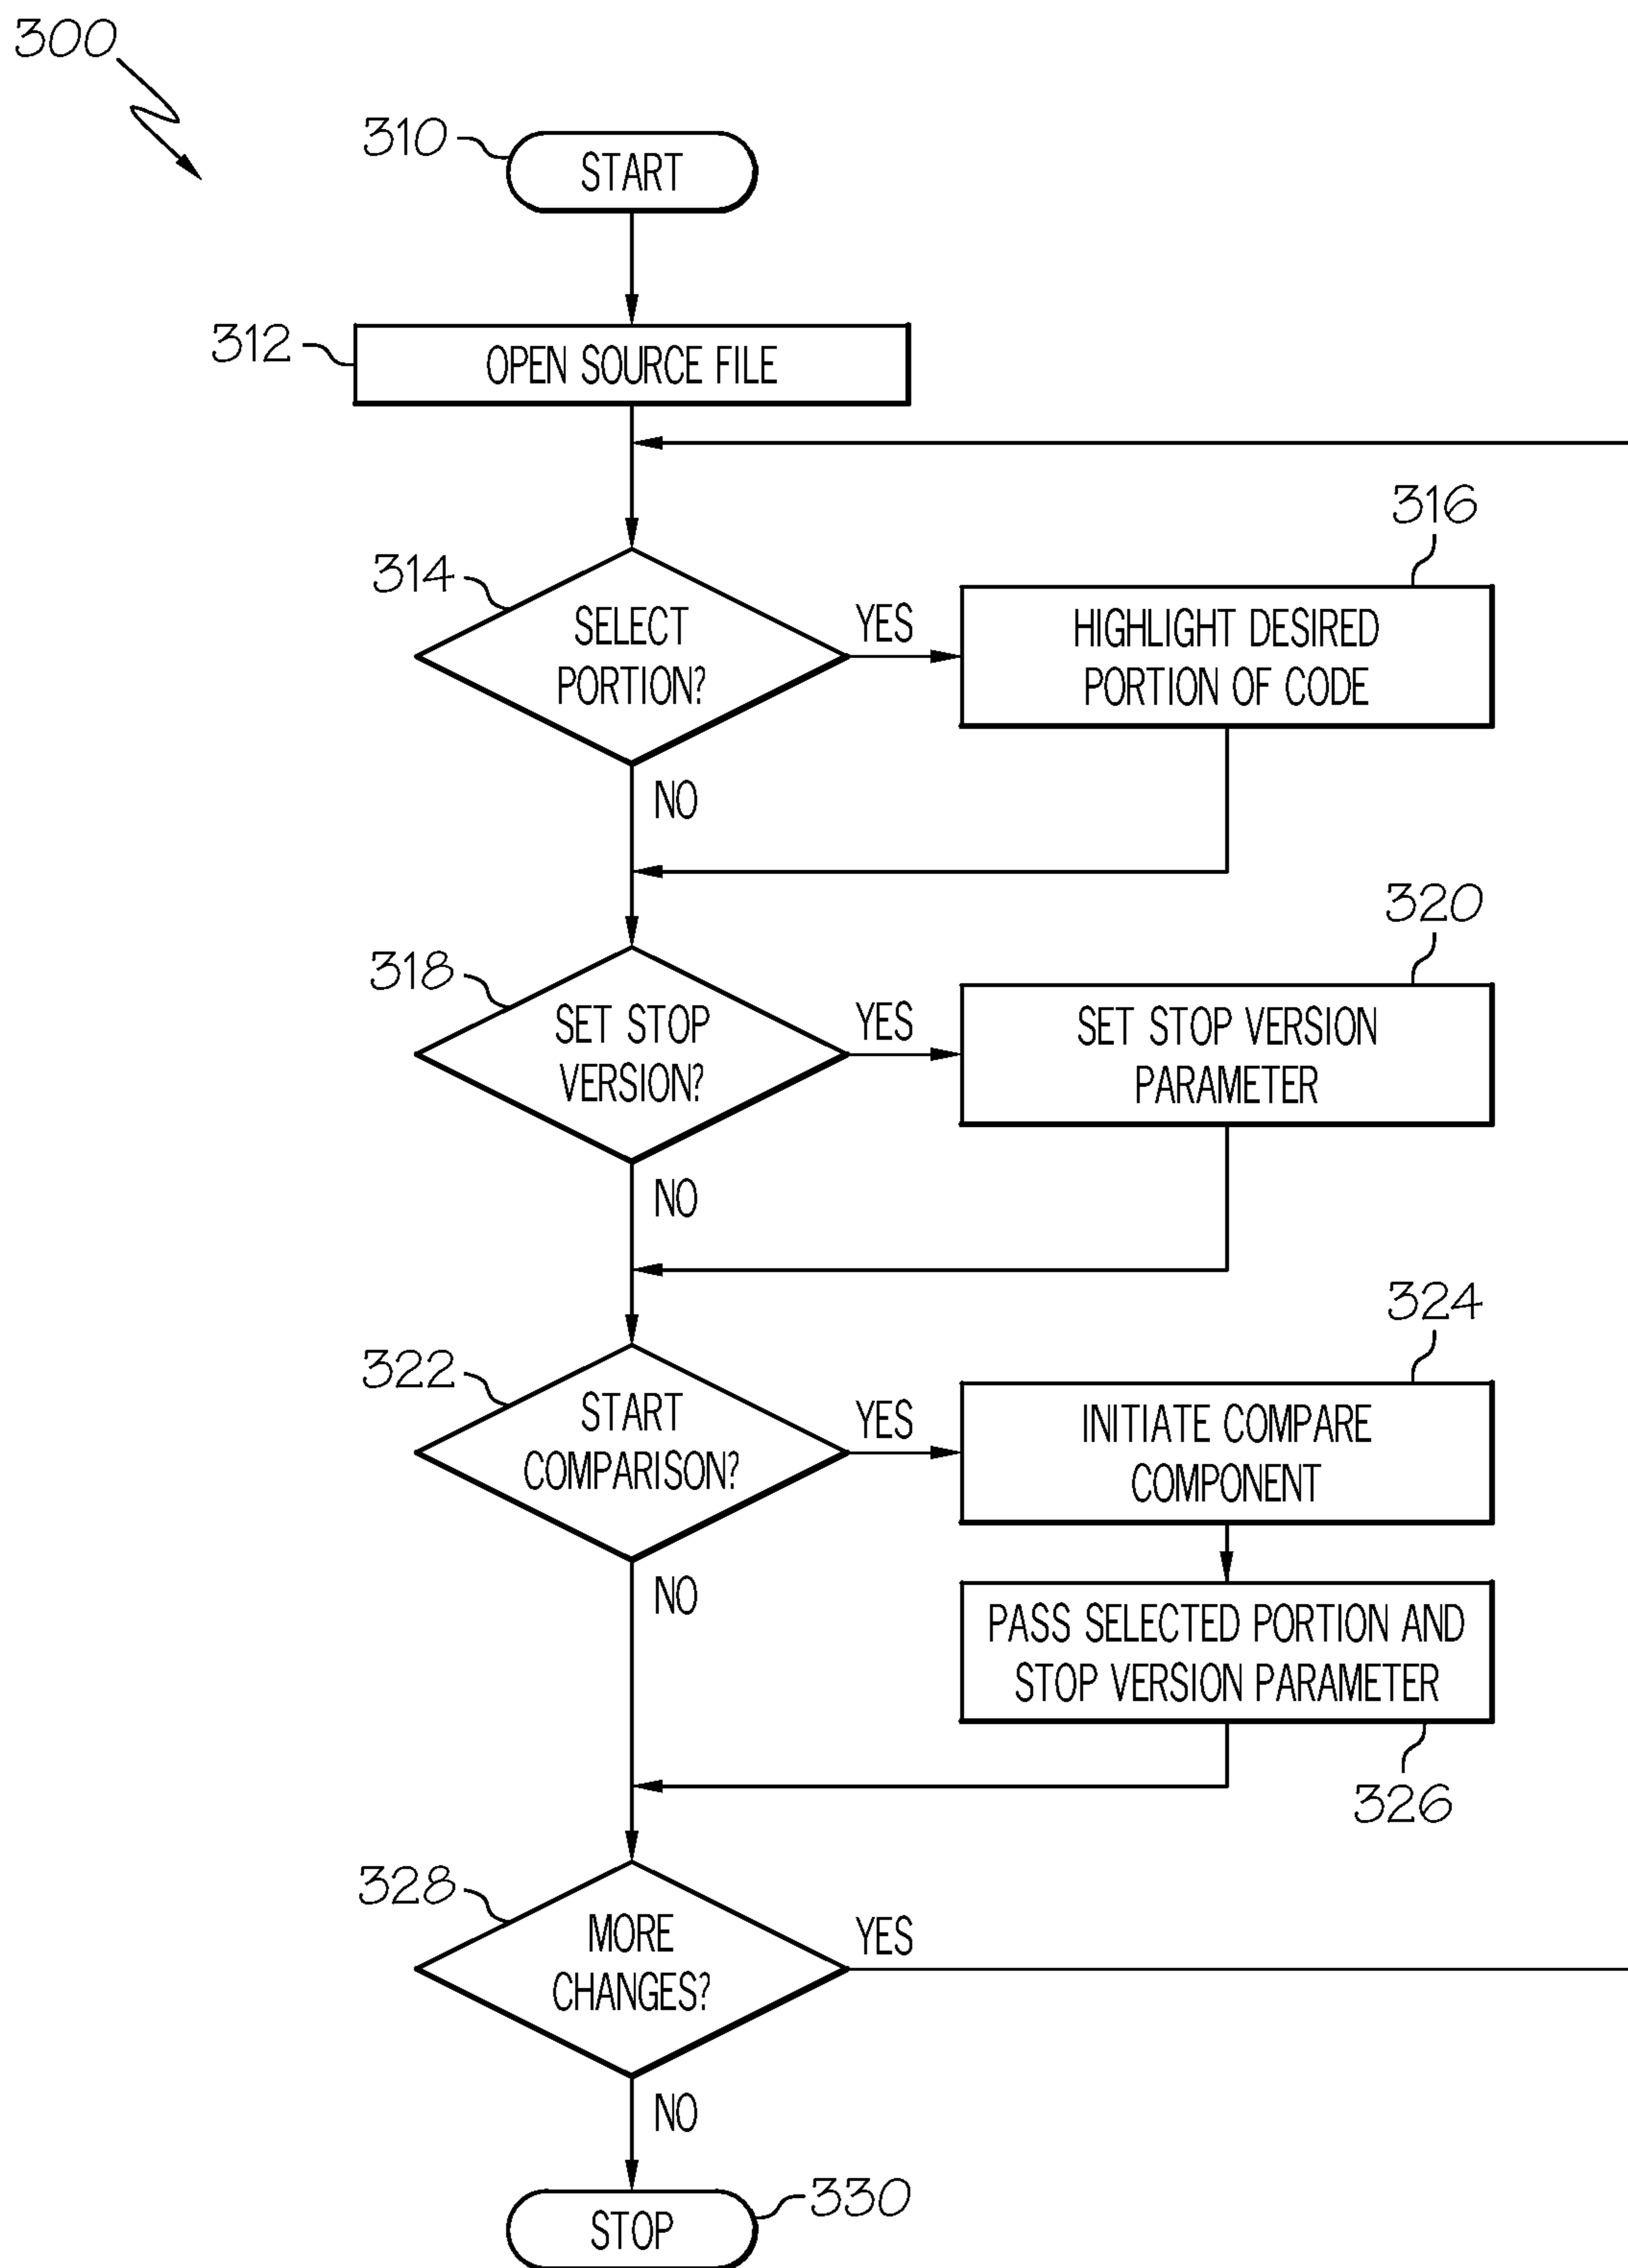 300
310
START
312
OPEN SOURCE FILE
316
314
SELECT
PORTION?
YES
HIGHLIGHT DESIRED
PORTION OF CODE
NO
320
318
SET STOP
VERSION?
YES
SET STOP VERSION
PARAMETER
NO
324
322
START
COMPARISON?
YES
INITIATE COMPARE
COMPONENT
NO
PASS SELECTED PORTION AND
STOP VERSION PARAMETER
326
328
MORE
CHANGES?
YES
NO
330
STOP